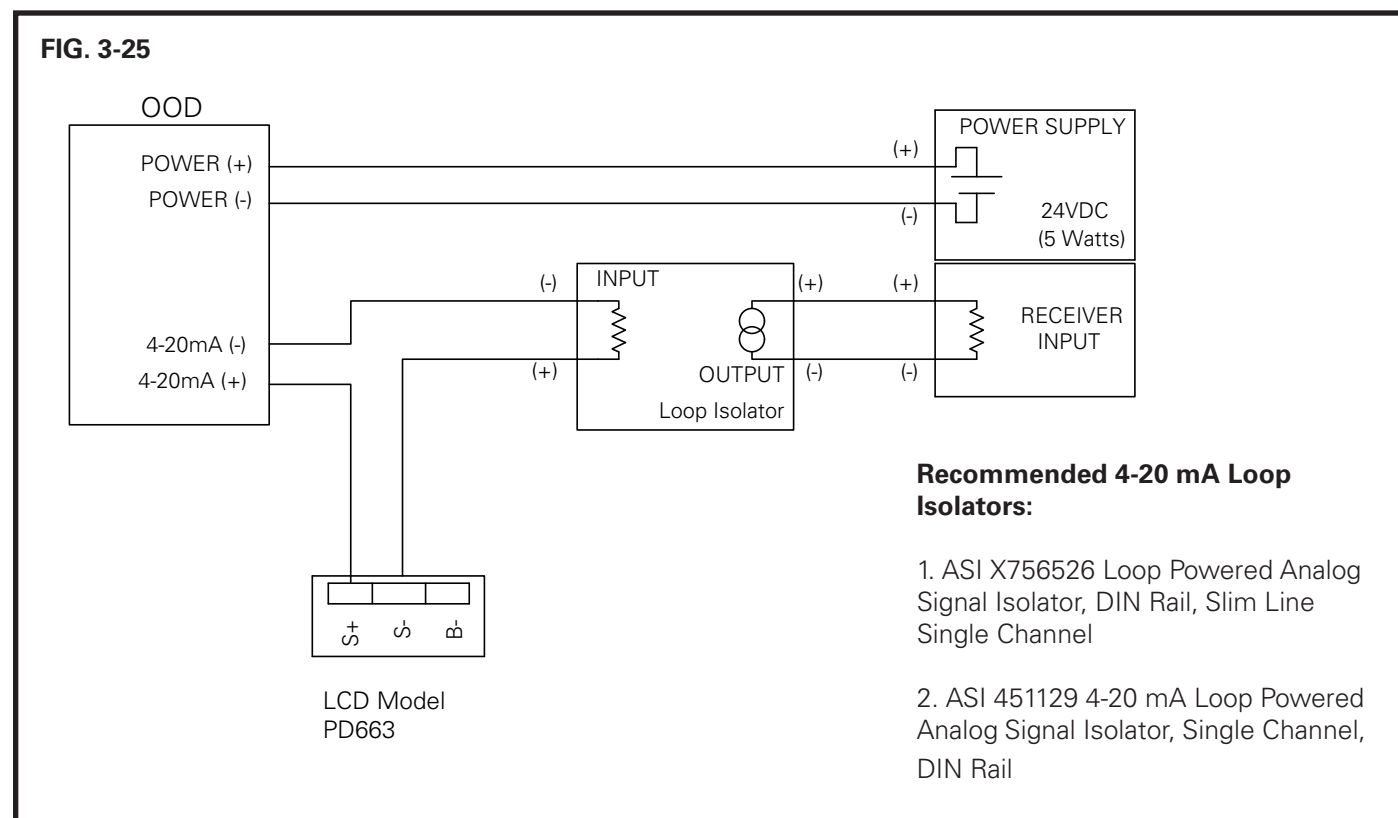 FIG. 3-25
OOD
POWER (+)
POWER (-)
4-20mA (-)
4-20mA (+)
(+)
(-)
POWER SUPPLY
24VDC
(5 Watts)
(-)
(+)
INPUT
OUTPUT
Loop Isolator
(+)
(-)
(+)
(-)
RECEIVER
INPUT
S+
S-
B-
LCD Model
PD663
Recommended 4-20 mA Loop
Isolators:
1. ASI X756526 Loop Powered Analog
Signal Isolator, DIN Rail, Slim Line
Single Channel
2. ASI 451129 4-20 mA Loop Powered
Analog Signal Isolator, Single Channel,
DIN Rail